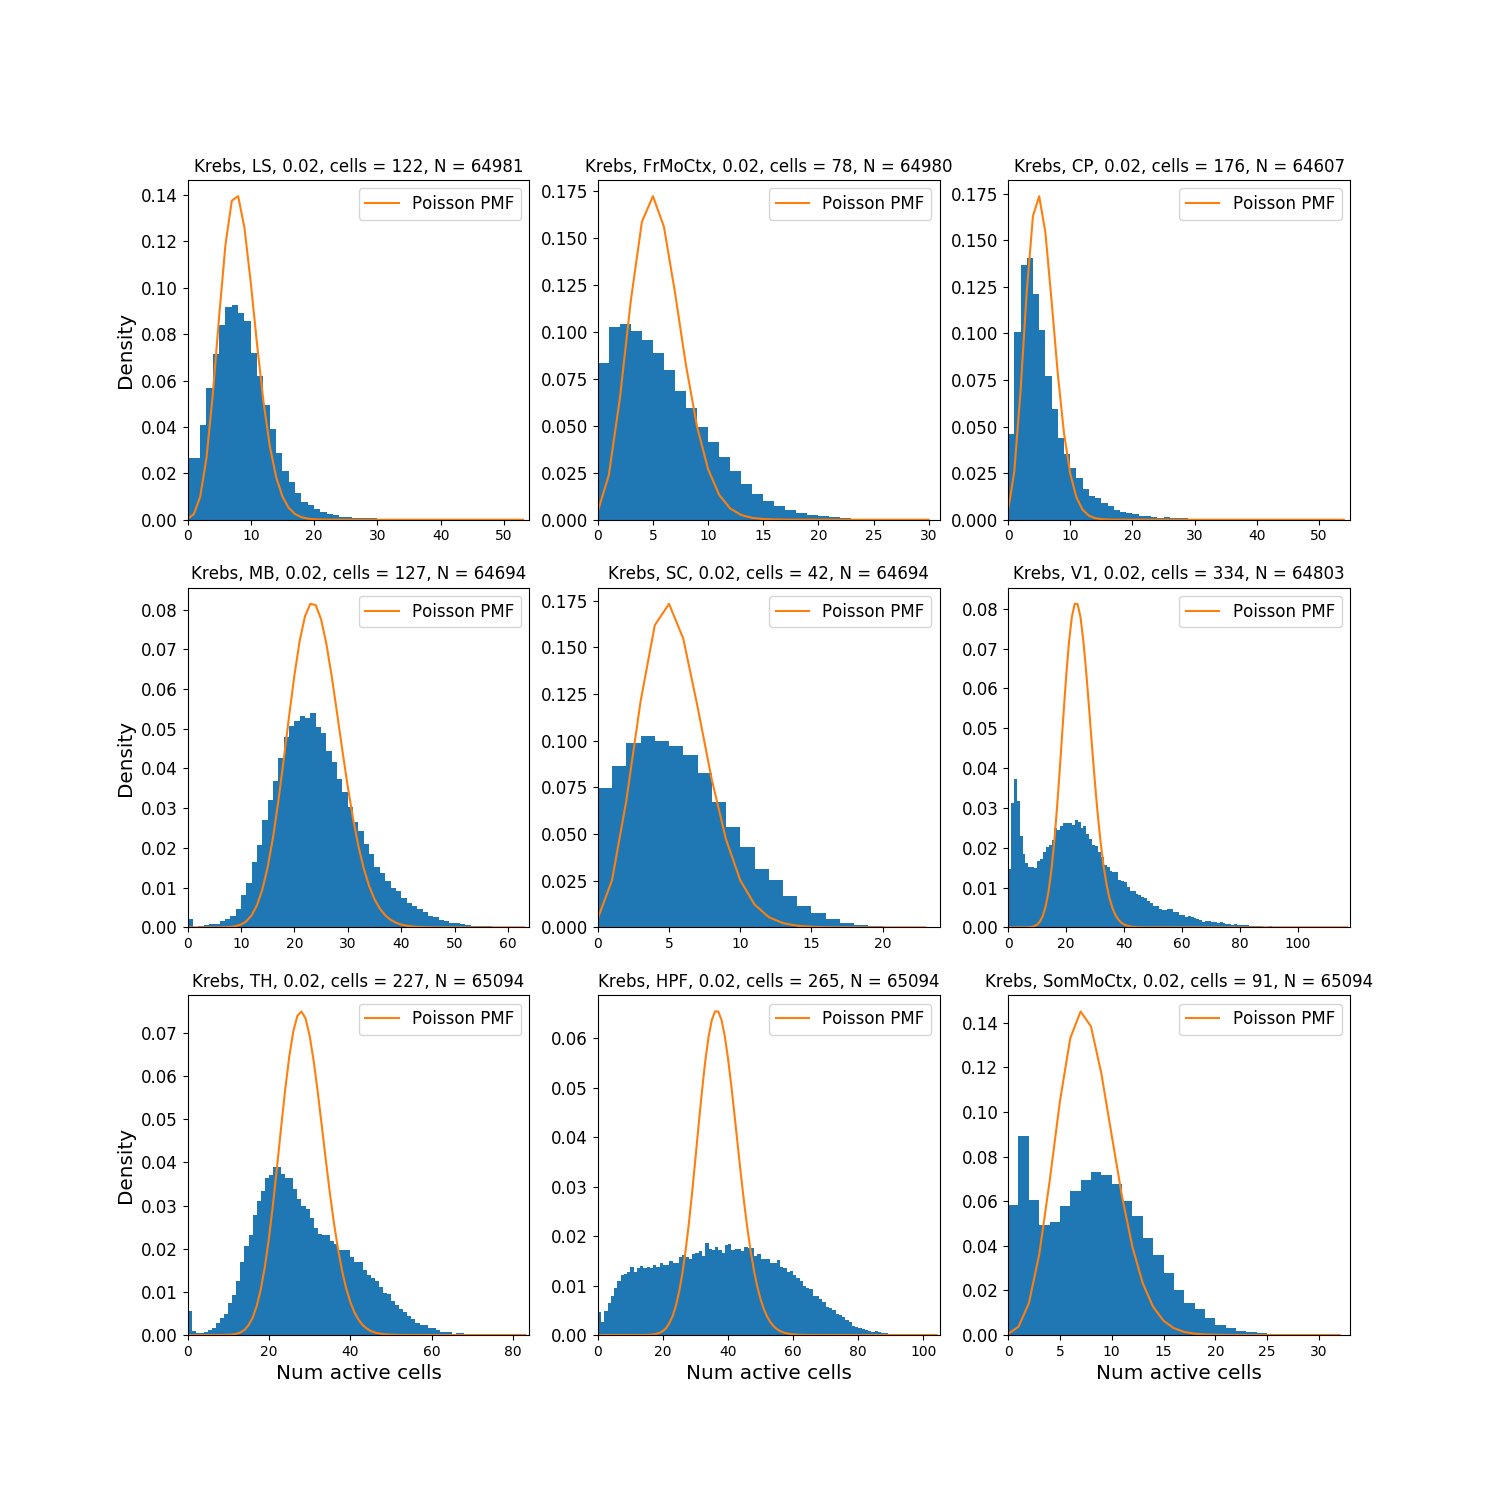 Krebs, LS, 0.02, cells = 122, N = 64981
Krebs, FrMoCtx, 0.02, cells = 78, N = 64980
Krebs, CP, 0.02, cells = 176, N = 64607
Poisson PMF
Poisson PMF
Poisson PMF
Density
0.14
0.12
0.10
0.08
0.06
0.04
0.02
0.00
0 10 20 30 40 50
0.175
0.150
0.125
0.100
0.075
0.050
0.025
0.000
0 5 10 15 20 25 30
0.175
0.150
0.125
0.100
0.075
0.050
0.025
0.000
0 10 20 30 40 50
Krebs, MB, 0.02, cells = 127, N = 64694
Krebs, SC, 0.02, cells = 42, N = 64694
Krebs, V1, 0.02, cells = 334, N = 64803
Poisson PMF
Poisson PMF
Poisson PMF
Density
0.08
0.07
0.06
0.05
0.04
0.03
0.02
0.01
0.00
0 10 20 30 40 50 60
0.175
0.150
0.125
0.100
0.075
0.050
0.025
0.000
0 5 10 15 20
0.08
0.07
0.06
0.05
0.04
0.03
0.02
0.01
0.00
0 20 40 60 80 100
Krebs, TH, 0.02, cells = 227, N = 65094
Krebs, HPF, 0.02, cells = 265, N = 65094
Krebs, SomMoCtx, 0.02, cells = 91, N = 65094
Poisson PMF
Poisson PMF
Poisson PMF
Density
0.07
0.06
0.05
0.04
0.03
0.02
0.01
0.00
0 20 40 60 80
Num active cells
0.06
0.05
0.04
0.03
0.02
0.01
0.00
0 20 40 60 80 100
Num active cells
0.14
0.12
0.10
0.08
0.06
0.04
0.02
0.00
0 5 10 15 20 25 30
Num active cells